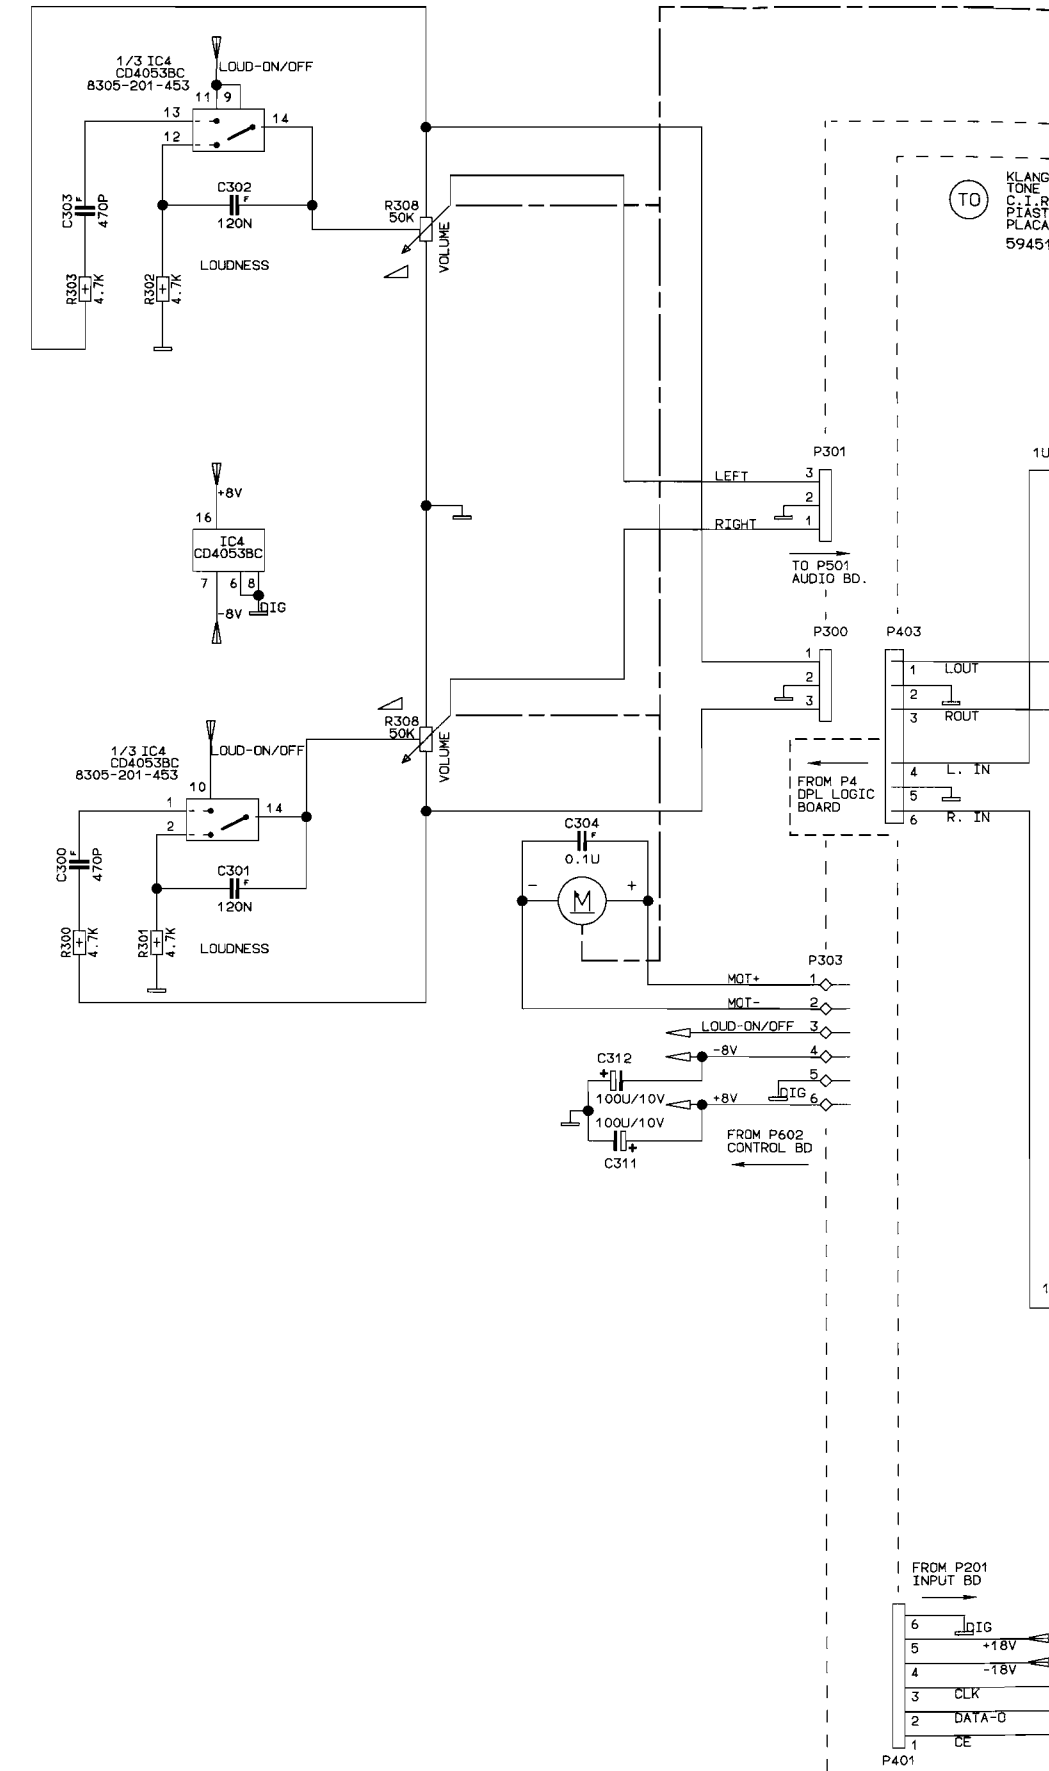 1/3 IC4
CD4053BC
8305-201-453
LOUD-ON/OFF
11 9
13
14
12
C303
470P
C302
120N
R303
4.7K
R302
4.7K
LOUDNESS
R308
50K
VOLUME
TO
KLANG
TONE
C.I.R
PIAST
PLACA
59451
+8V
16
IC4
CD4053BC
7 6 8
-8V
DIG
P301
1U
LEFT
3
2
RIGHT
1
TO P501
AUDIO BD.
P300
P403
1
2
3
1
LOUT
2
3
ROUT
4
L. IN
5
6
R. IN
FROM P4
DPL LOGIC
BOARD
R308
50K
VOLUME
1/3 IC4
CD4053BC
8305-201-453
LOUD-ON/OFF
10
1
14
2
C300
470P
C301
120N
R300
4.7K
R301
4.7K
LOUDNESS
C304
0.1U
-
+
M
P303
MOT+
1
MOT-
2
LOUD-ON/OFF
3
-8V
4
5
DIG
+8V
6
C312
+
100U/10V
100U/10V
+
C311
FROM P602
CONTROL BD
1
FROM P201
INPUT BD
6
DIG
5
+18V
4
-18V
3
CLK
2
DATA-O
1
CE
P401